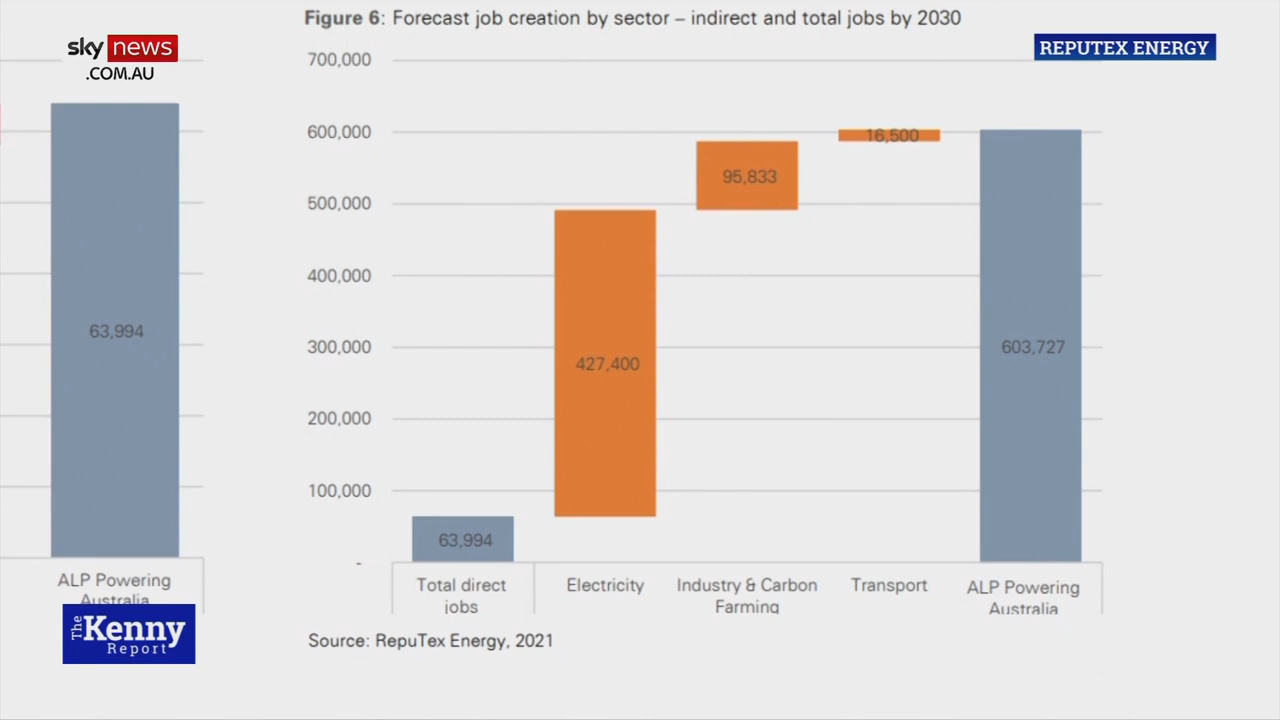 Figure 6: Forecast job creation by sector – indirect and total jobs by 2030
sky news
.COM.AU
REPUTEX ENERGY
700,000
600,000
500,000
400,000
300,000
200,000
100,000
-
63,994
63,994
427,400
95,833
16,500
603,727
ALP Powering
Australia
Total direct
jobs
Electricity
Industry & Carbon
Farming
Transport
ALP Powering
Australia
The Kenny
Report
Source: RepuTex Energy, 2021